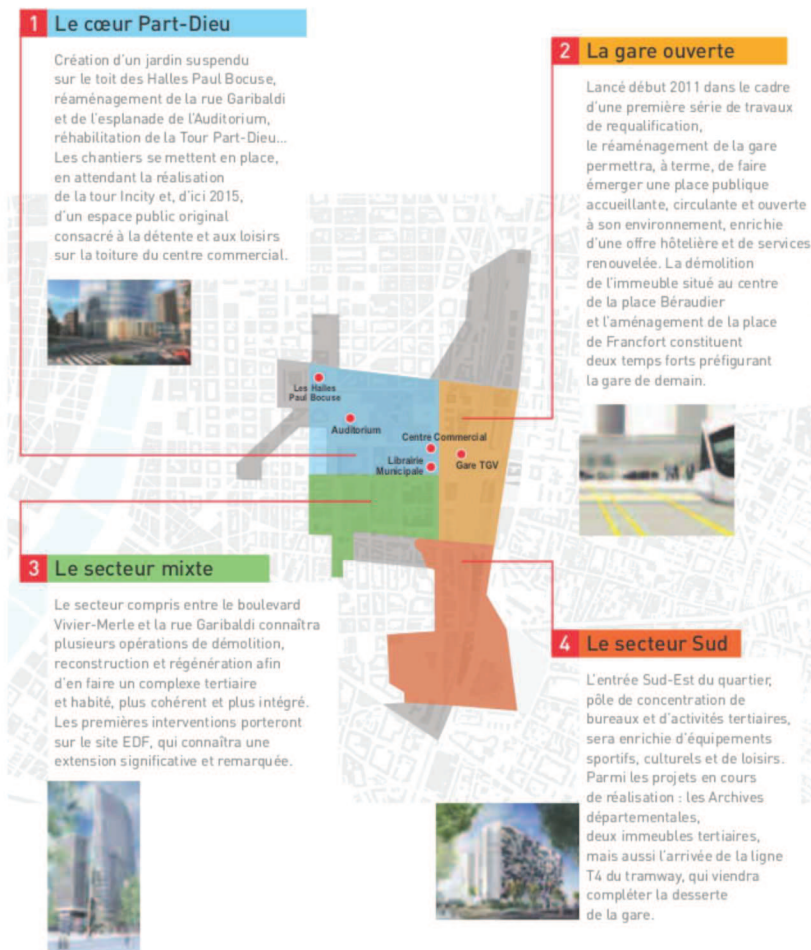 1 Le cœur Part-Dieu
Création d'un jardin suspendu
sur le toit des Halles Paul Bocuse,
réaménagement de la rue Garibaldi
et de l'esplanade de l'Auditorium,
réhabilitation de la Tour Part-Dieu...
Les chantiers se mettent en place,
en attendant la réalisation
de la tour Incity et, d'ici 2015,
d'un espace public original
consacré à la détente et aux loisirs
sur la toiture du centre commercial.
2 La gare ouverte
Lancé début 2011 dans le cadre
d'une première série de travaux
de requalification,
le réaménagement de la gare
permettra, à terme, de faire
émerger une place publique
accueillante, circulante et ouverte
à son environnement, enrichie
d'une offre hôtelière et de services
renouvelée. La démolition
de l'immeuble situé au centre
de la place Béraudier
et l'aménagement de la place
de Francfort constituent
deux temps forts préfigurant
la gare de demain.
Les Halles
Paul Bocuse
Auditorium
Centre Commercial
Librairie
Municipale
Gare TGV
3 Le secteur mixte
Le secteur compris entre le boulevard
Vivier-Merle et la rue Garibaldi connaîtra
plusieurs opérations de démolition,
reconstruction et régénération afin
d'en faire un complexe tertiaire
et habité, plus cohérent et plus intégré.
Les premières interventions porteront
sur le site EDF, qui connaîtra une
extension significative et remarquée.
4 Le secteur Sud
L'entrée Sud-Est du quartier,
pôle de concentration de
bureaux et d'activités tertiaires,
sera enrichie d'équipements
sportifs, culturels et de loisirs.
Parmi les projets en cours
de réalisation : les Archives
départementales,
deux immeubles tertiaires,
mais aussi l'arrivée de la ligne
T4 du tramway, qui viendra
compléter la desserte
de la gare.